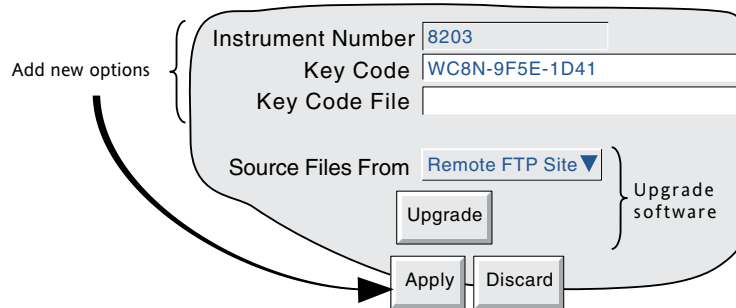 Instrument Number 8203
Add new options
Key Code WC8N-9F5E-1D41
Key Code File
Source Files From Remote FTP Site
Upgrade
software
Upgrade
Apply Discard